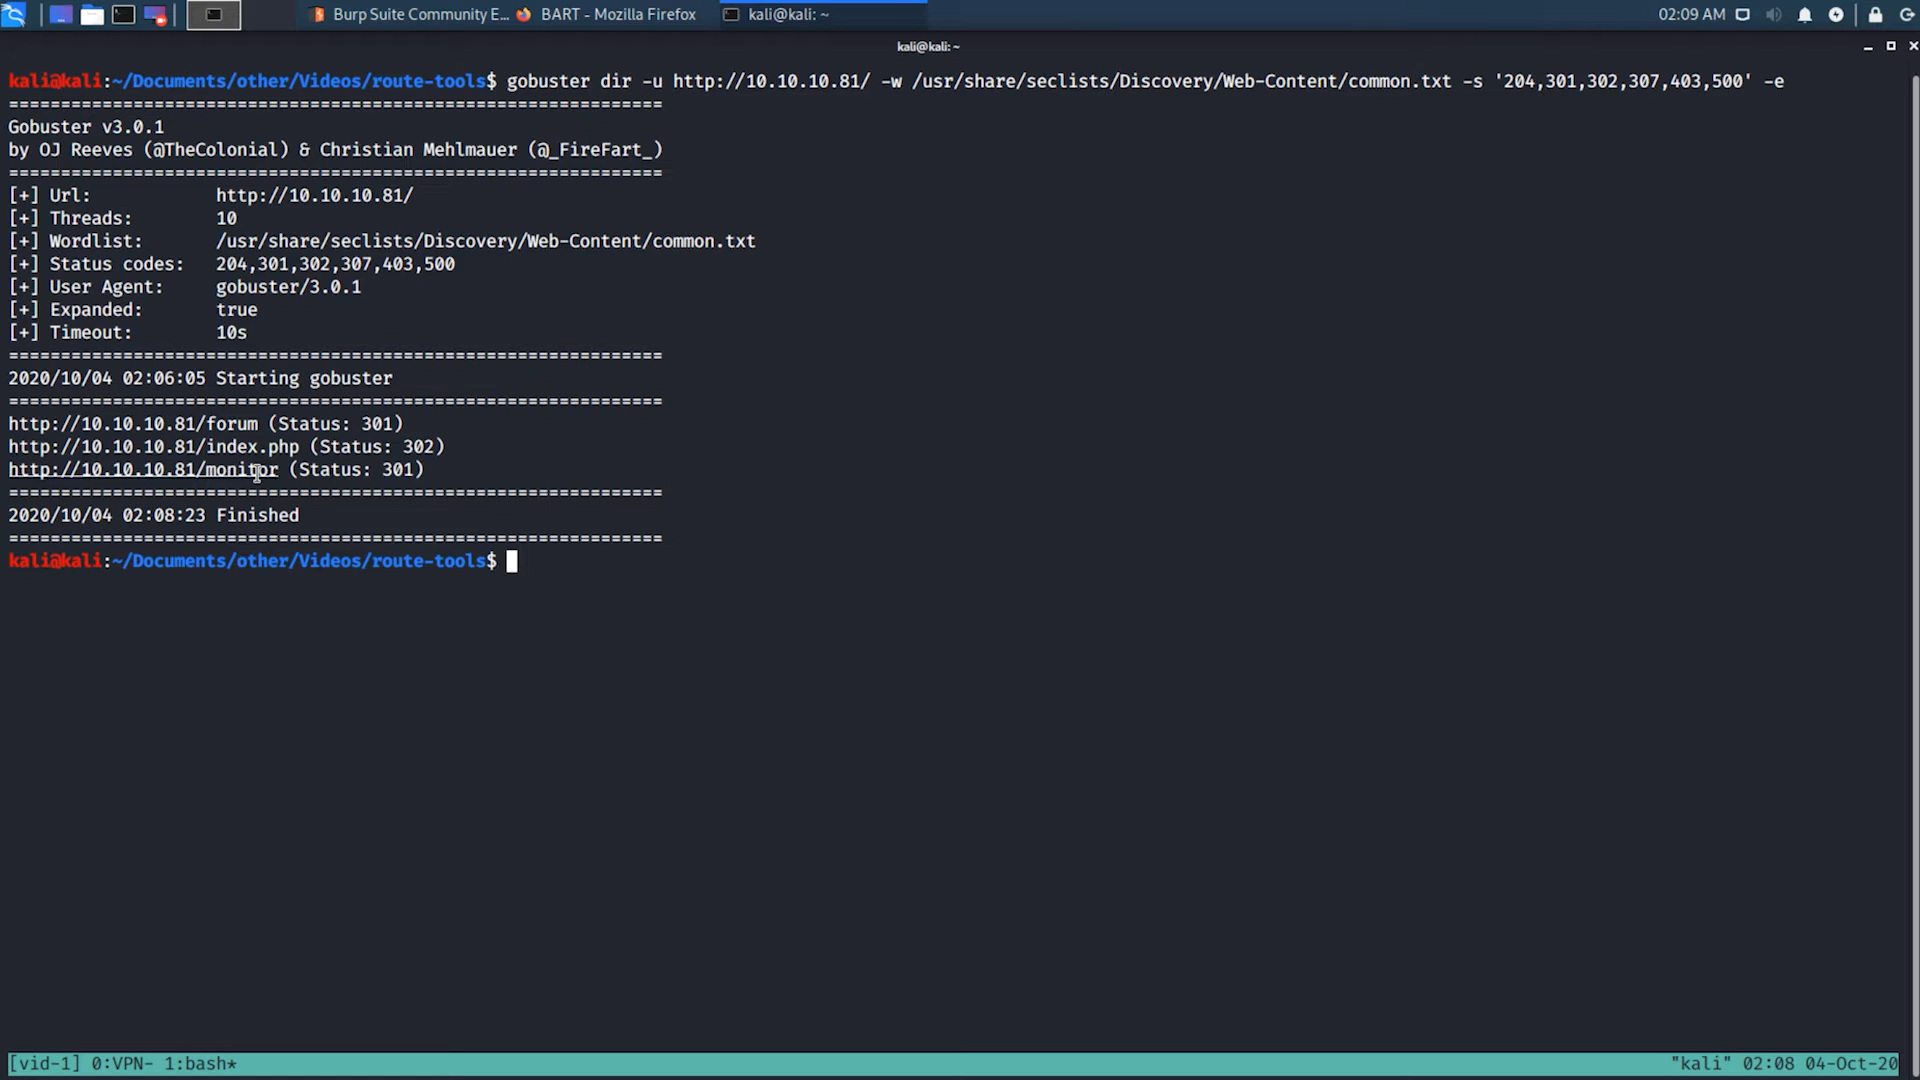 Burp Suite Community E... BART - Mozilla Firefox kali@kali: ~ 02:09 AM
kali@kali: ~
kali@kali:~/Documents/other/Videos/route-tools$ gobuster dir -u http://10.10.10.81/ -w /usr/share/seclists/Discovery/Web-Content/common.txt -s '204,301,302,307,403,500' -e
===============================================================
Gobuster v3.0.1
by OJ Reeves (@TheColonial) & Christian Mehlmauer (@_FireFart_)
===============================================================
[+] Url: http://10.10.10.81/
[+] Threads: 10
[+] Wordlist: /usr/share/seclists/Discovery/Web-Content/common.txt
[+] Status codes: 204,301,302,307,403,500
[+] User Agent: gobuster/3.0.1
[+] Expanded: true
[+] Timeout: 10s
===============================================================
2020/10/04 02:06:05 Starting gobuster
===============================================================
http://10.10.10.81/forum (Status: 301)
http://10.10.10.81/index.php (Status: 302)
http://10.10.10.81/monitor (Status: 301)
===============================================================
2020/10/04 02:08:23 Finished
===============================================================
kali@kali:~/Documents/other/Videos/route-tools$
[vid-1] 0:VPN- 1:bash* "kali" 02:08 04-Oct-20